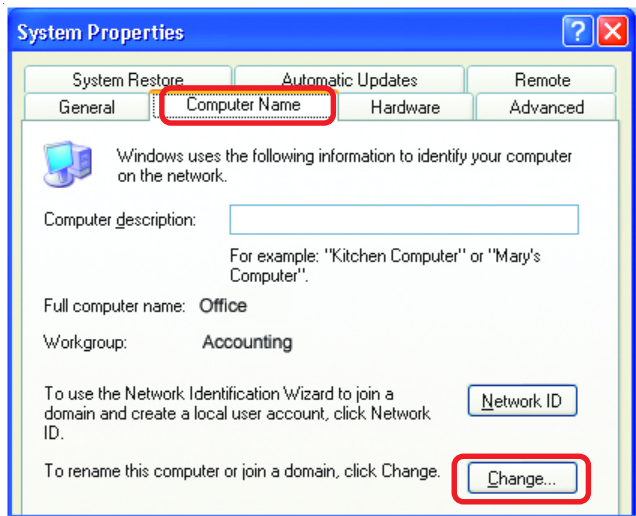 System Properties
?
System Restore Automatic Updates Remote
General Computer Name Hardware Advanced
Windows uses the following information to identify your computer
on the network.
Computer description:
For example: "Kitchen Computer" or "Mary's
Computer".
Full computer name: Office
Workgroup: Accounting
To use the Network Identification Wizard to join a
domain and create a local user account, click Network
ID.
Network ID
To rename this computer or join a domain, click Change.
Change...